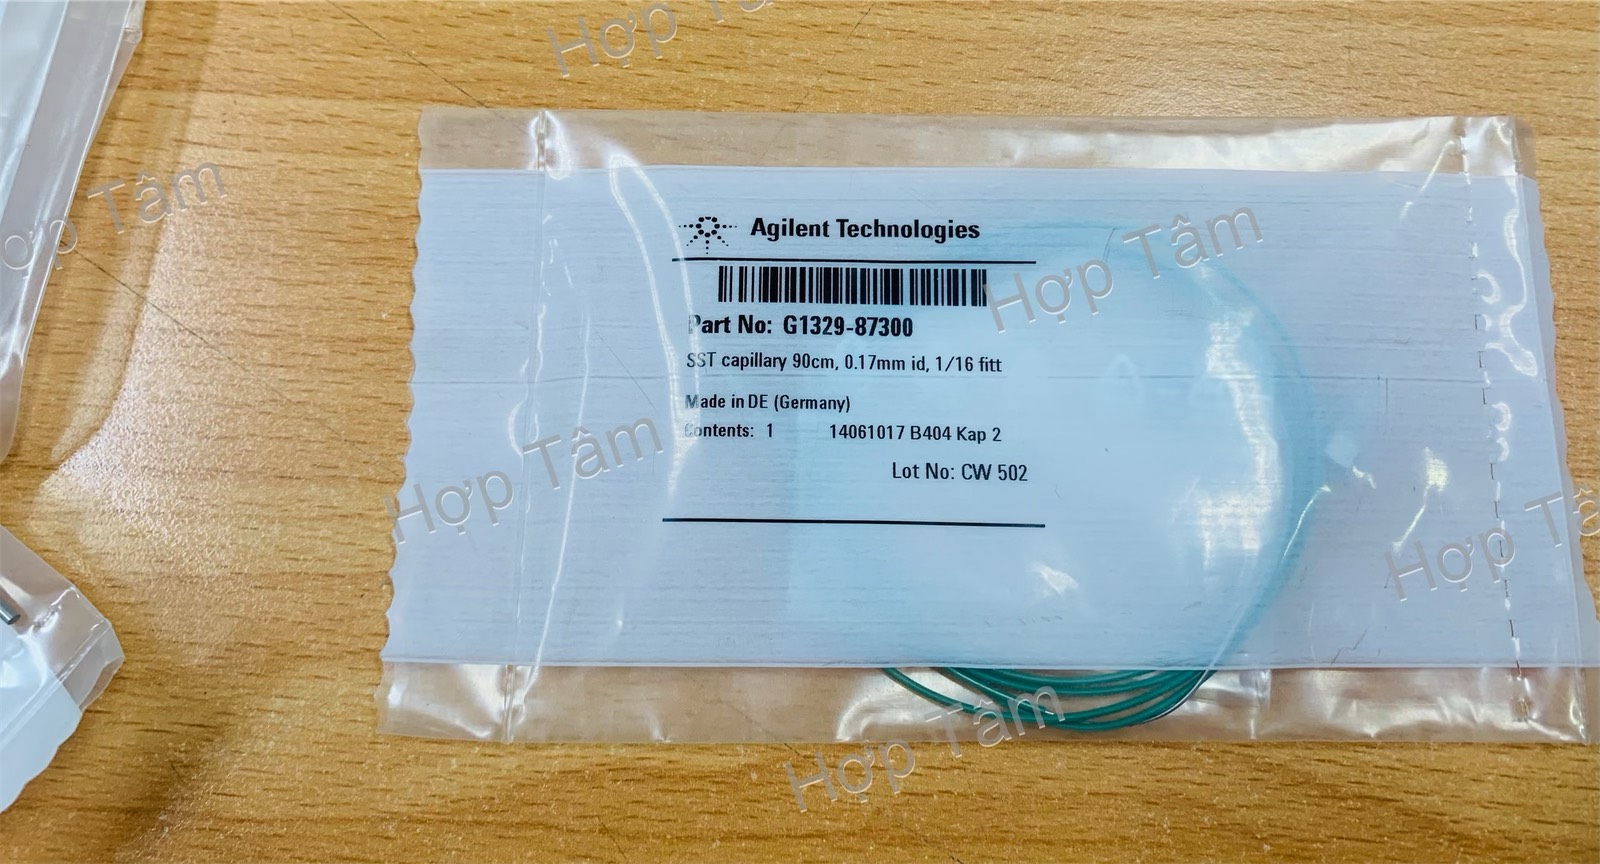 Hợp Tâm
Hợp Tâm
Hợp Tâm
Agilent Technologies
Part No: G1329-87300
SST capillary 90cm, 0.17mm id, 1/16 fitt
Made in DE (Germany)
Contents: 1 14061017 B404 Kap 2
Lot No: CW 502
Hợp Tâm
Hợp Tâm
Hợp Tâm